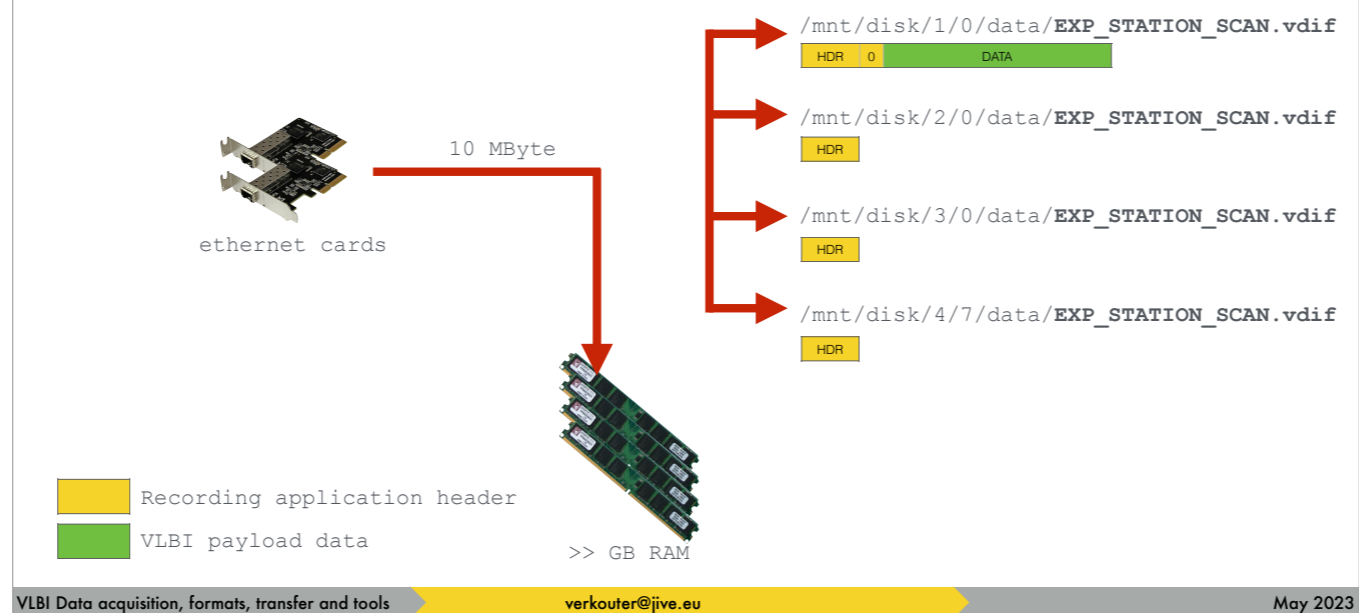 /mnt/disk/1/0/data/EXP_STATION_SCAN.vdif
HDR 0 DATA
/mnt/disk/2/0/data/EXP_STATION_SCAN.vdif
HDR
/mnt/disk/3/0/data/EXP_STATION_SCAN.vdif
HDR
/mnt/disk/4/7/data/EXP_STATION_SCAN.vdif
HDR
10 MByte
ethernet cards
Recording application header
VLBI payload data
>> GB RAM
VLBI Data acquisition, formats, transfer and tools
verkouter@jive.eu
May 2023